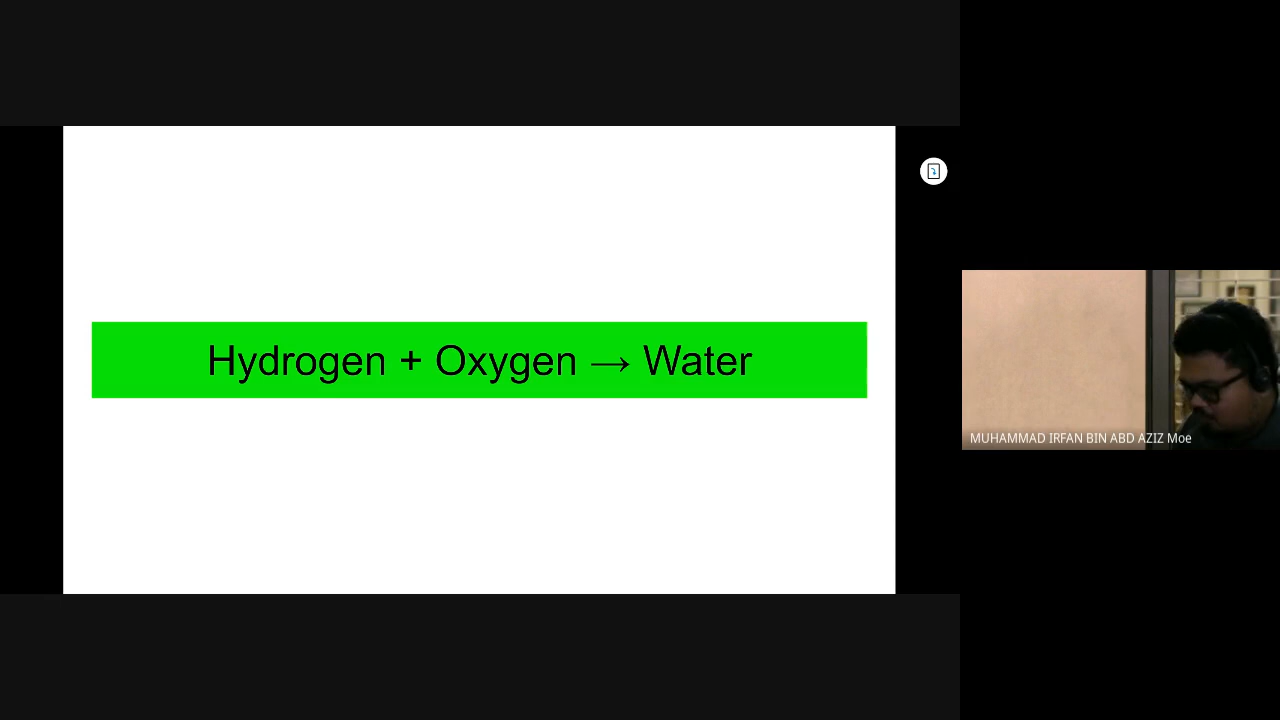 Hydrogen + Oxygen → Water
MUHAMMAD IRFAN BIN ABD AZIZ Moe